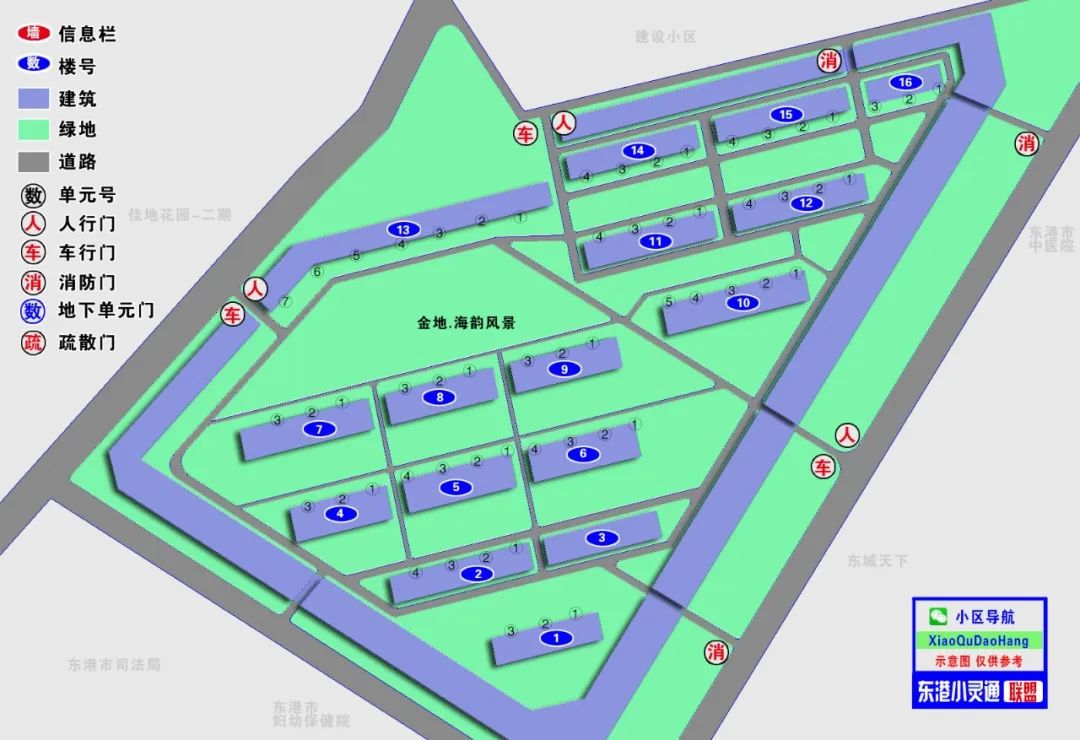 墙 信息栏
数 楼号
建筑
绿地
道路
数 单元号
人 人行门
车 车行门
消 消防门
数 地下单元门
疏 疏散门
建设小区
消
人
车
16
3 2 1
15
4 3 2 1
14
4 3 2 1
消
佳地花园-二期
13
7 6 5 4 3 2 1
12
4 3 2 1
11
4 3 2 1
东港市
中医院
人
车
10
5 4 3 2 1
金地.海韵风景
9
3 2 1
8
3 2 1
7
3 2 1
6
4 3 2 1
人
车
5
4 3 2 1
4
3 2 1
3
2
4 3 2 1
东城天下
1
3 2 1
消
东港市司法局
东港市
妇幼保健院
小区导航
XiaoQuDaoHang
示意图 仅供参考
东港小灵通 联盟